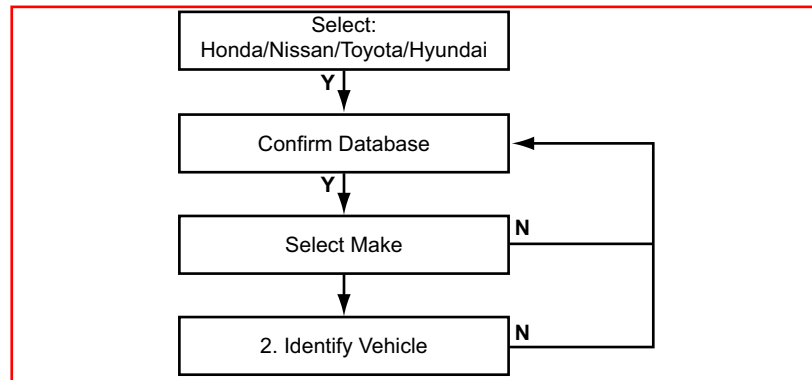 Select:
Honda/Nissan/Toyota/Hyundai
Y
Confirm Database
Y
Select Make
N
2. Identify Vehicle
N